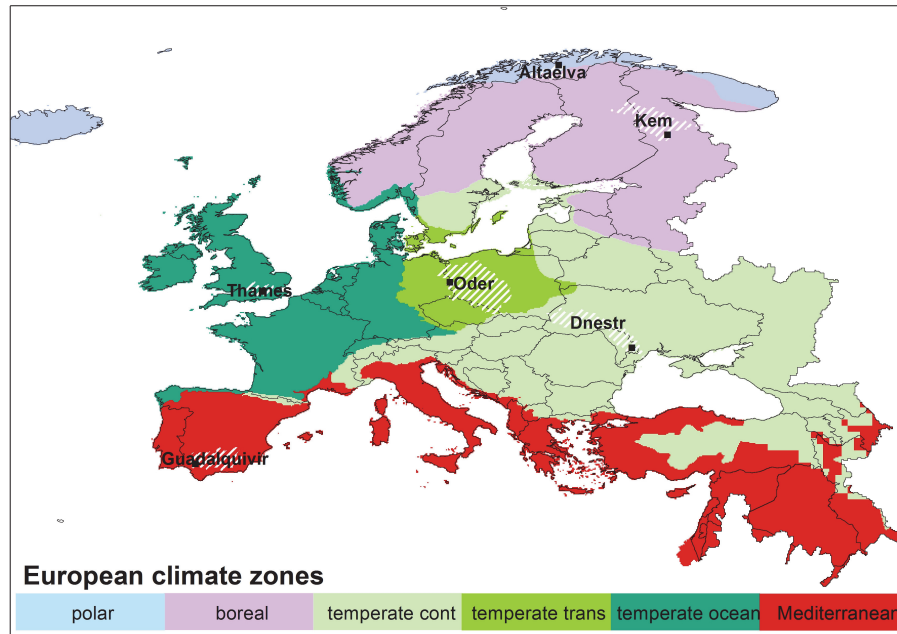 Altaelva
Kem
Thames
Oder
Dnestr
Guadalquivir
European climate zones
polar
boreal
temperate cont
temperate trans
temperate ocean
Mediterranean